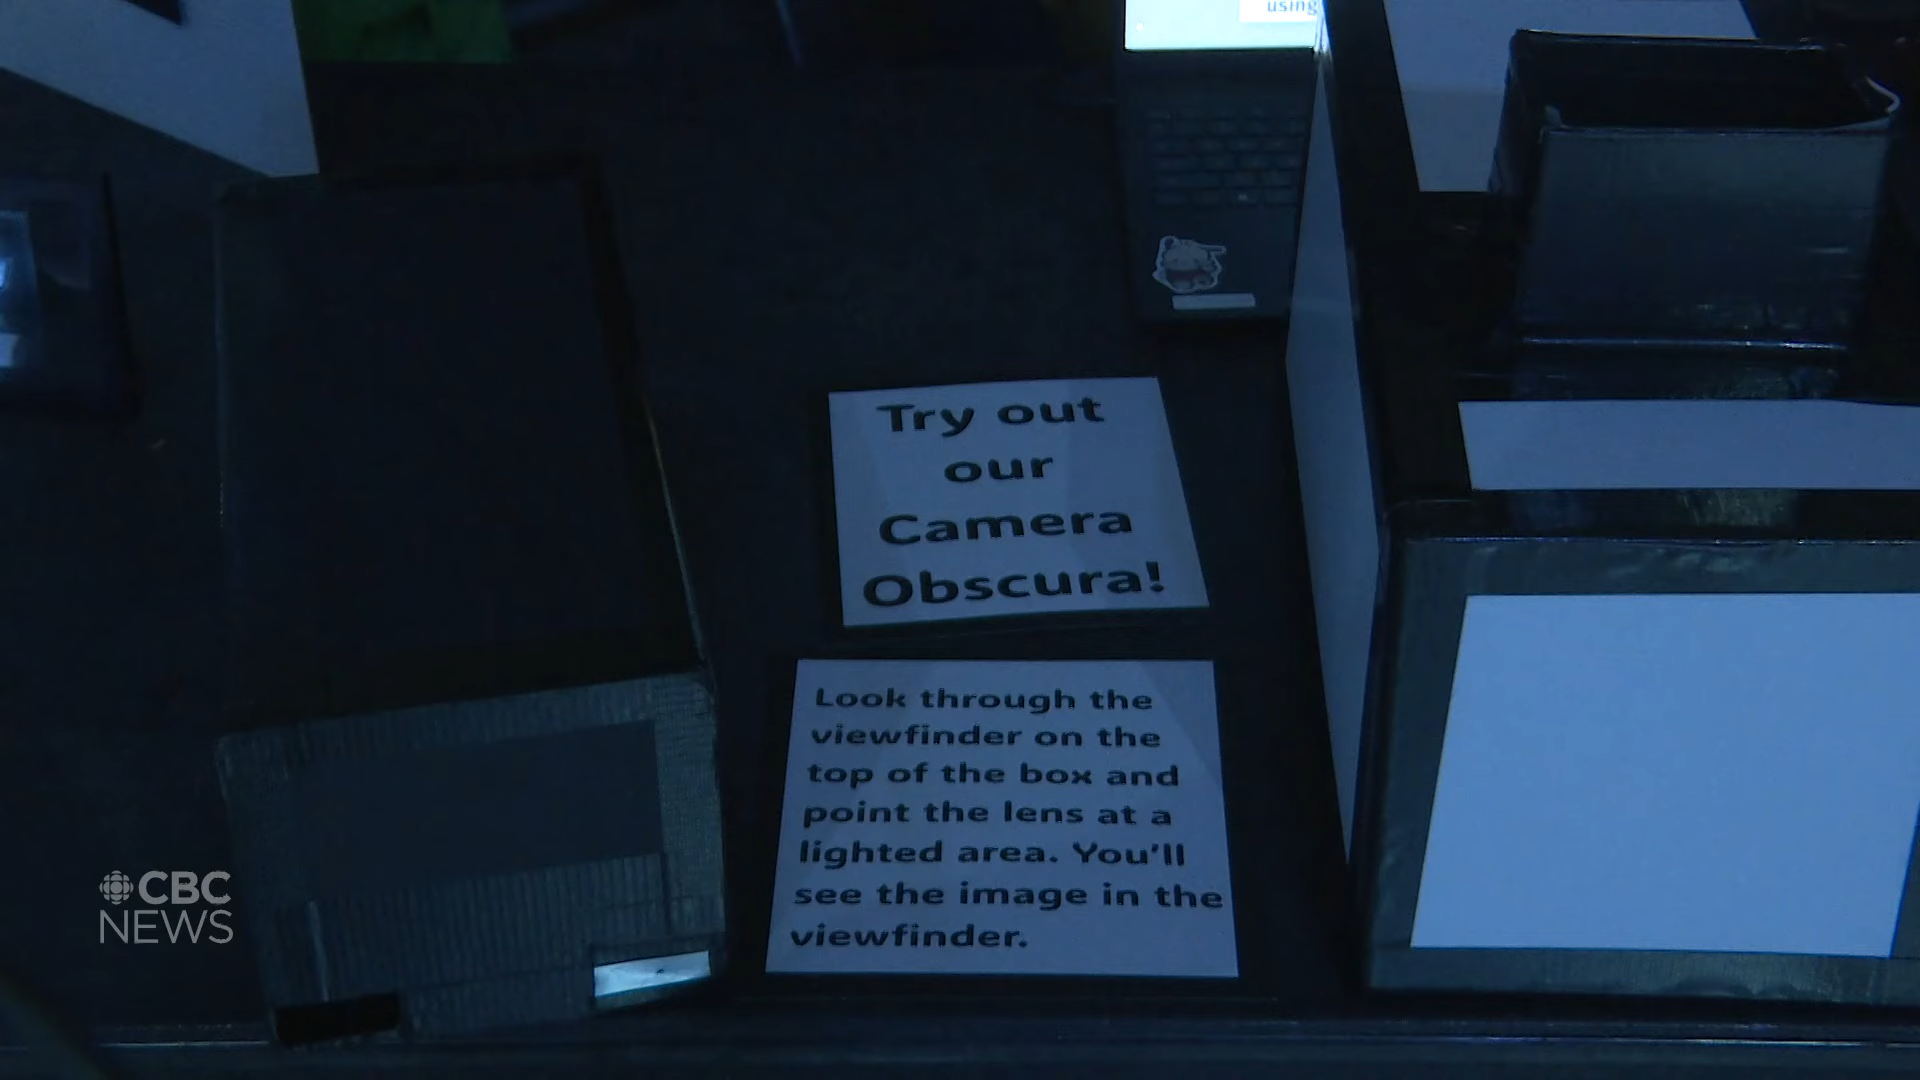 using
Try out
our
Camera
Obscura!
Look through the
viewfinder on the
top of the box and
point the lens at a
lighted area. You'll
see the image in the
viewfinder.
CBC
NEWS